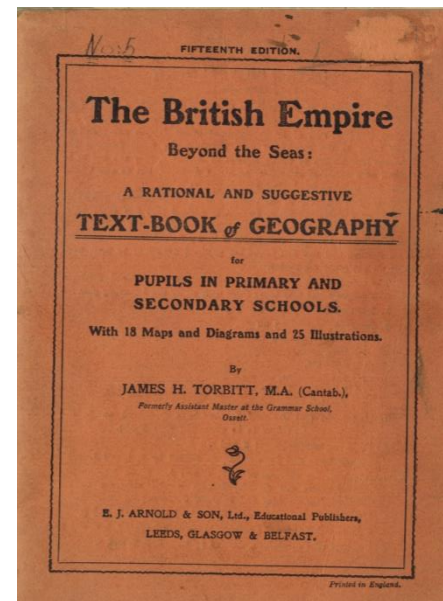 No: 5
FIFTEENTH EDITION.
The British Empire
Beyond the Seas:
A RATIONAL AND SUGGESTIVE
TEXT-BOOK of GEOGRAPHY
for
PUPILS IN PRIMARY AND
SECONDARY SCHOOLS.
With 18 Maps and Diagrams and 25 Illustrations.
By
JAMES H. TORBITT, M.A. (Cantab.),
Formerly Assistant Master at the Grammar School,
Ossett.
E. J. ARNOLD & SON, Ltd., Educational Publishers,
LEEDS, GLASGOW & BELFAST.
Printed in England.